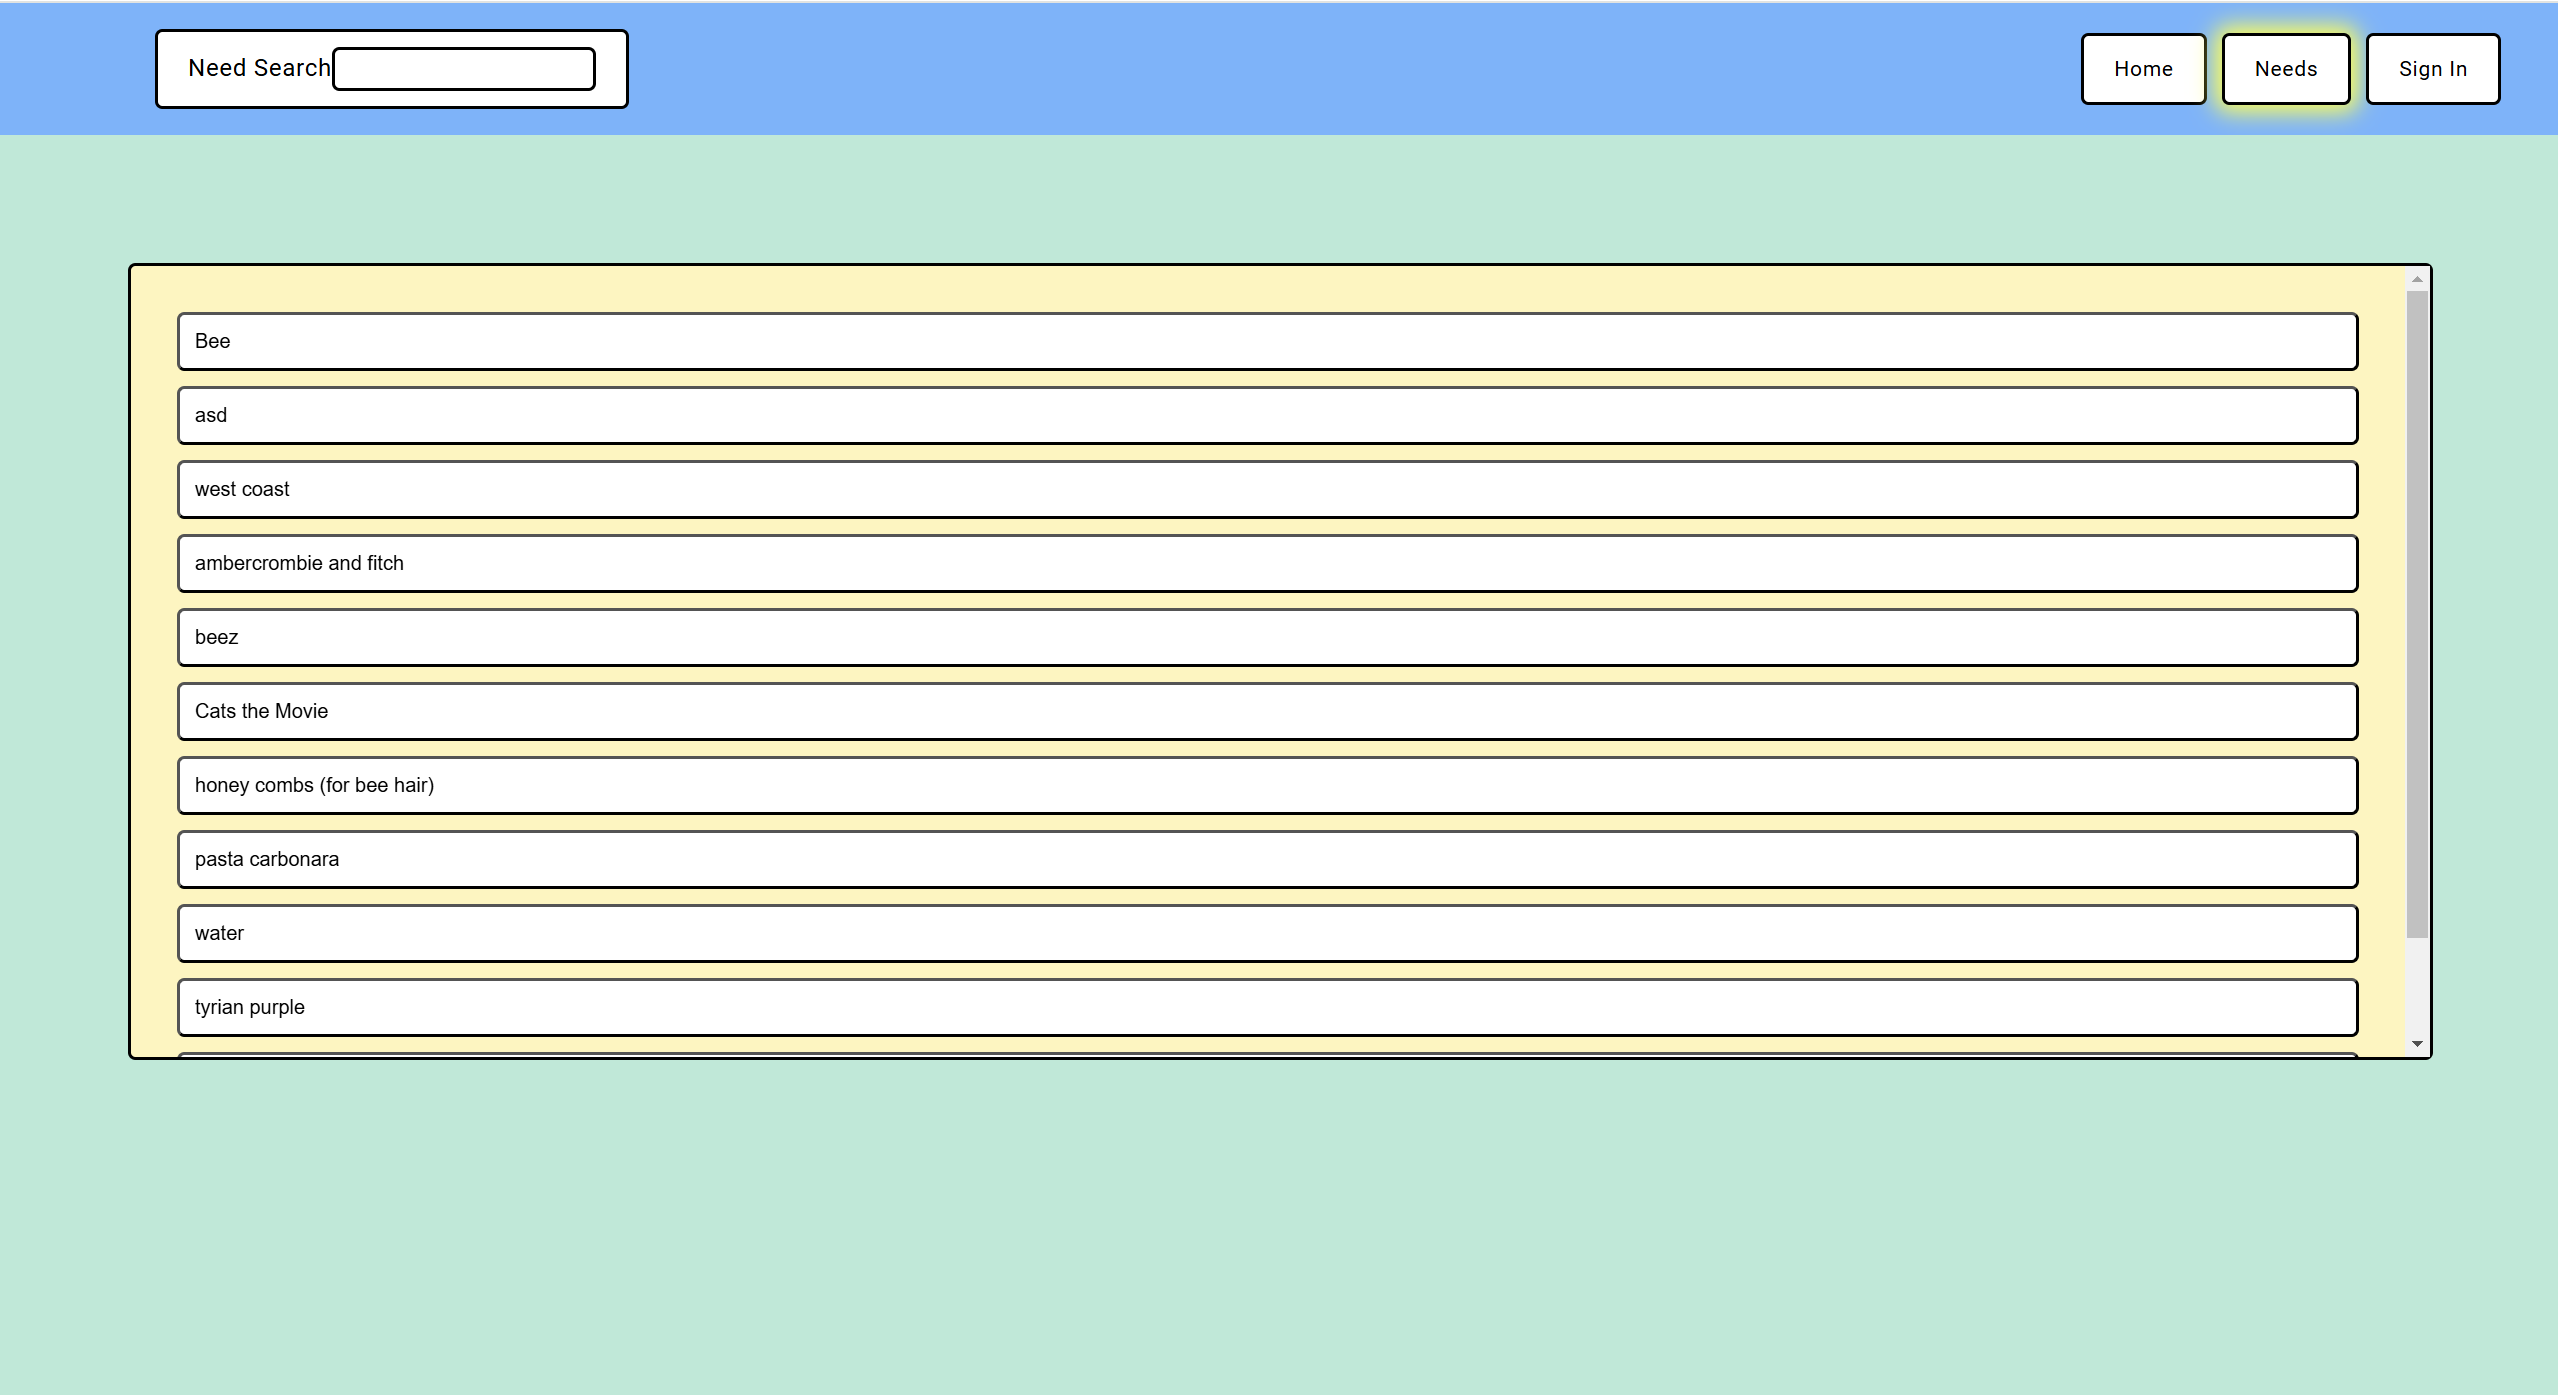 Need Search
Home
Needs
Sign In
Bee
asd
west coast
ambercrombie and fitch
beez
Cats the Movie
honey combs (for bee hair)
pasta carbonara
water
tyrian purple